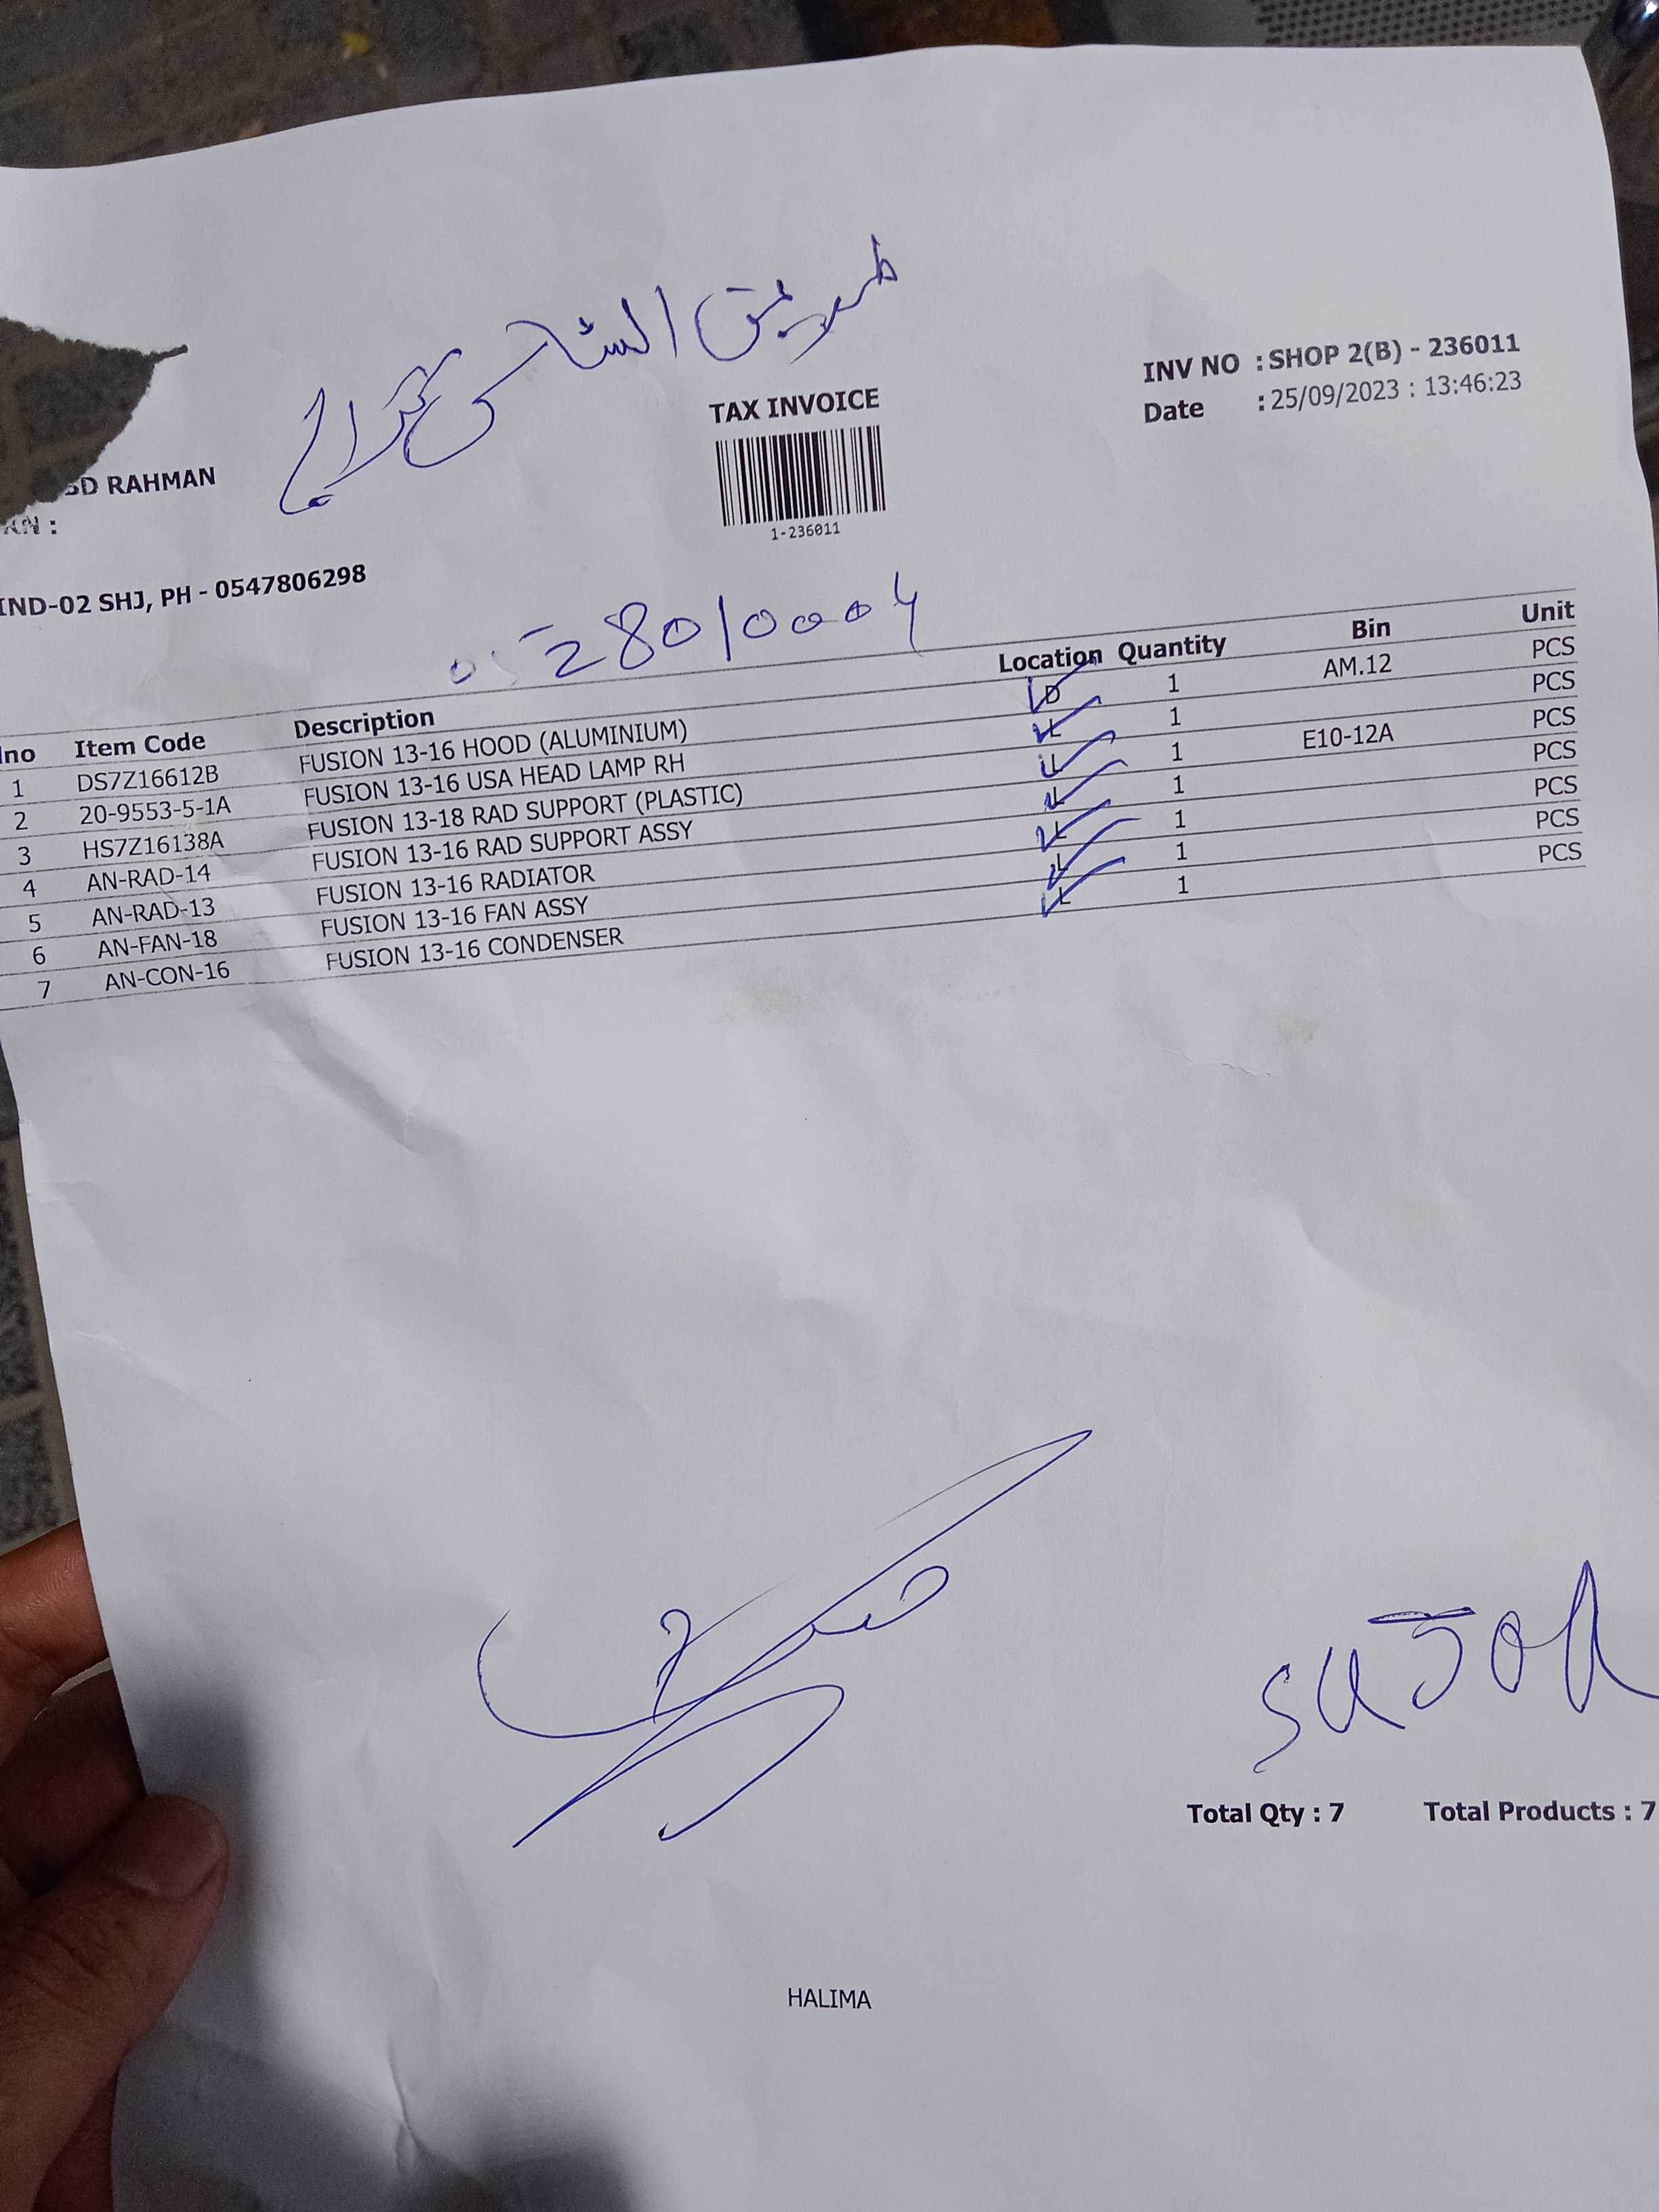 طريق الشا
INV NO : SHOP 2(B) - 236011
Date : 25/09/2023 : 13:46:23
TAX INVOICE
1-236011
RAHMAN
:
IND-02 SHJ, PH - 0547806298
0528010004
no Item Code Description Location Quantity Bin Unit
1 DS7Z16612B FUSION 13-16 HOOD (ALUMINIUM) D 1 AM.12 PCS
2 20-9553-5-1A FUSION 13-16 USA HEAD LAMP RH L 1 PCS
3 HS7Z16138A FUSION 13-18 RAD SUPPORT (PLASTIC) L 1 E10-12A PCS
4 AN-RAD-14 FUSION 13-16 RAD SUPPORT ASSY L 1 PCS
5 AN-RAD-13 FUSION 13-16 RADIATOR L 1 PCS
6 AN-FAN-18 FUSION 13-16 FAN ASSY L 1 PCS
7 AN-CON-16 FUSION 13-16 CONDENSER L 1 PCS
Total Qty : 7 Total Products : 7
HALIMA